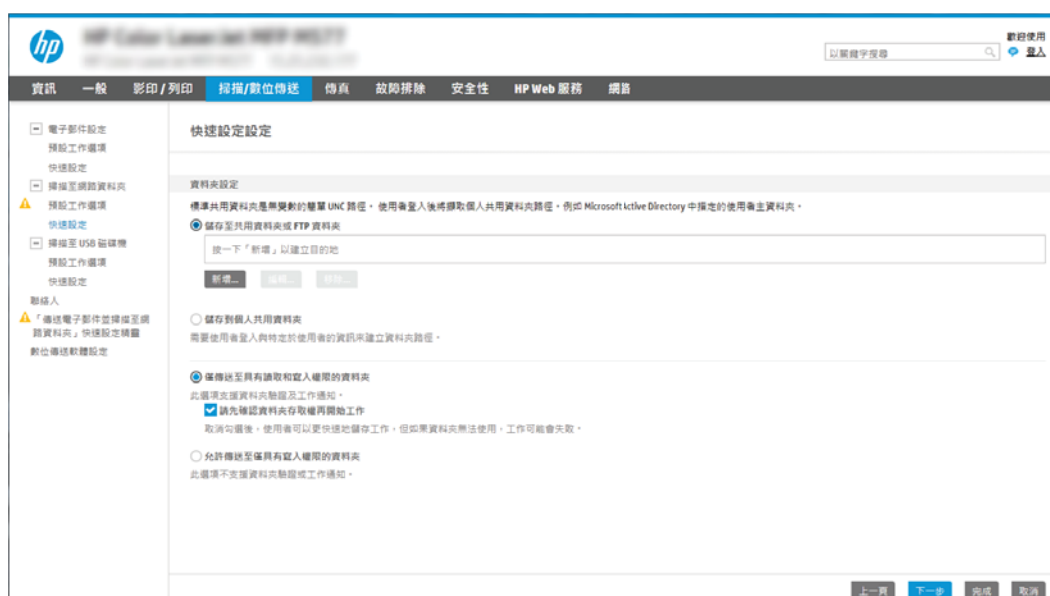 hp
歡迎使用
以關鍵字搜尋
登入
資訊 一般 影印 / 列印 掃描/數位傳送 傳真 故障排除 安全性 HP Web 服務 網路
電子郵件設定
預設工作選項
快速設定
掃描至網路資料夾
預設工作選項
快速設定
掃描至 USB 磁碟機
預設工作選項
快速設定
聯絡人
「傳送電子郵件並掃描至網
路資料夾」快速設定精靈
數位傳送軟體設定
快速設定設定
資料夾設定
標準共用資料夾是無變數的簡單 UNC 路徑。 使用者登入後將擷取個人共用資料夾路徑，例如 Microsoft Active Directory 中指定的使用者主資料夾。
儲存至共用資料夾或 FTP 資料夾
按一下「新增」以建立目的地
新增... 編輯... 移除...
儲存到個人共用資料夾
需要使用者登入與特定於使用者的資訊來建立資料夾路徑。
僅傳送至具有讀取和寫入權限的資料夾
此選項支援資料夾驗證及工作通知。
請先確認資料夾存取權再開始工作
取消勾選後，使用者可以更快速地儲存工作，但如果資料夾無法使用，工作可能會失敗。
允許傳送至僅具有寫入權限的資料夾
此選項不支援資料夾驗證或工作通知。
上一頁 下一步 完成 取消